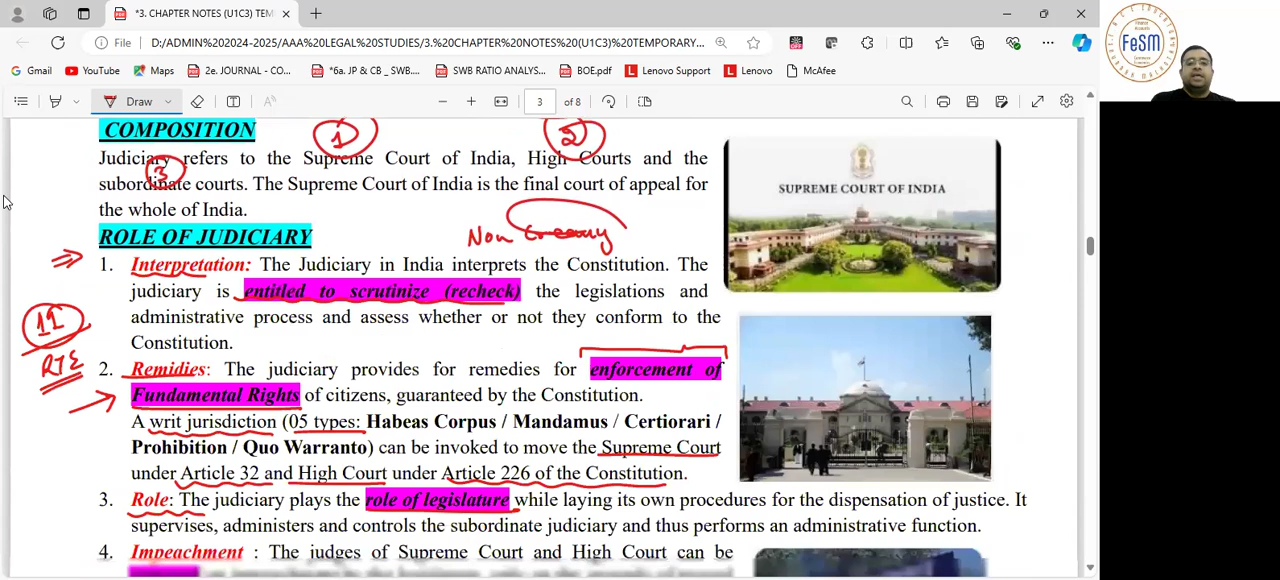 *3. CHAPTER NOTES (U1C3) TEM
File D:/ADMIN%202024-2025/AAA%20LEGAL%20STUDIES/3.%20CHAPTER%20NOTES%20(U1C3)%20TEMPORARY...
Gmail YouTube Maps 2e. JOURNAL - CO... *6a. JP & CB _ SWB.... SWB RATIO ANALYS... BOE.pdf Lenovo Support Lenovo McAfee
Draw 3 of 8
FeSM
COMPOSITION
1 2
Judiciary refers to the Supreme Court of India, High Courts and the
3
subordinate courts. The Supreme Court of India is the final court of appeal for
the whole of India.
SUPREME COURT OF INDIA
ROLE OF JUDICIARY
Non
1. Interpretation: The Judiciary in India interprets the Constitution. The
judiciary is entitled to scrutinize (recheck) the legislations and
administrative process and assess whether or not they conform to the
Constitution.
RTE
2. Remidies: The judiciary provides for remedies for enforcement of
Fundamental Rights of citizens, guaranteed by the Constitution.
A writ jurisdiction (05 types: Habeas Corpus / Mandamus / Certiorari /
Prohibition / Quo Warranto) can be invoked to move the Supreme Court
under Article 32 and High Court under Article 226 of the Constitution.
3. Role: The judiciary plays the role of legislature while laying its own procedures for the dispensation of justice. It
supervises, administers and controls the subordinate judiciary and thus performs an administrative function.
4. Impeachment : The judges of Supreme Court and High Court can be